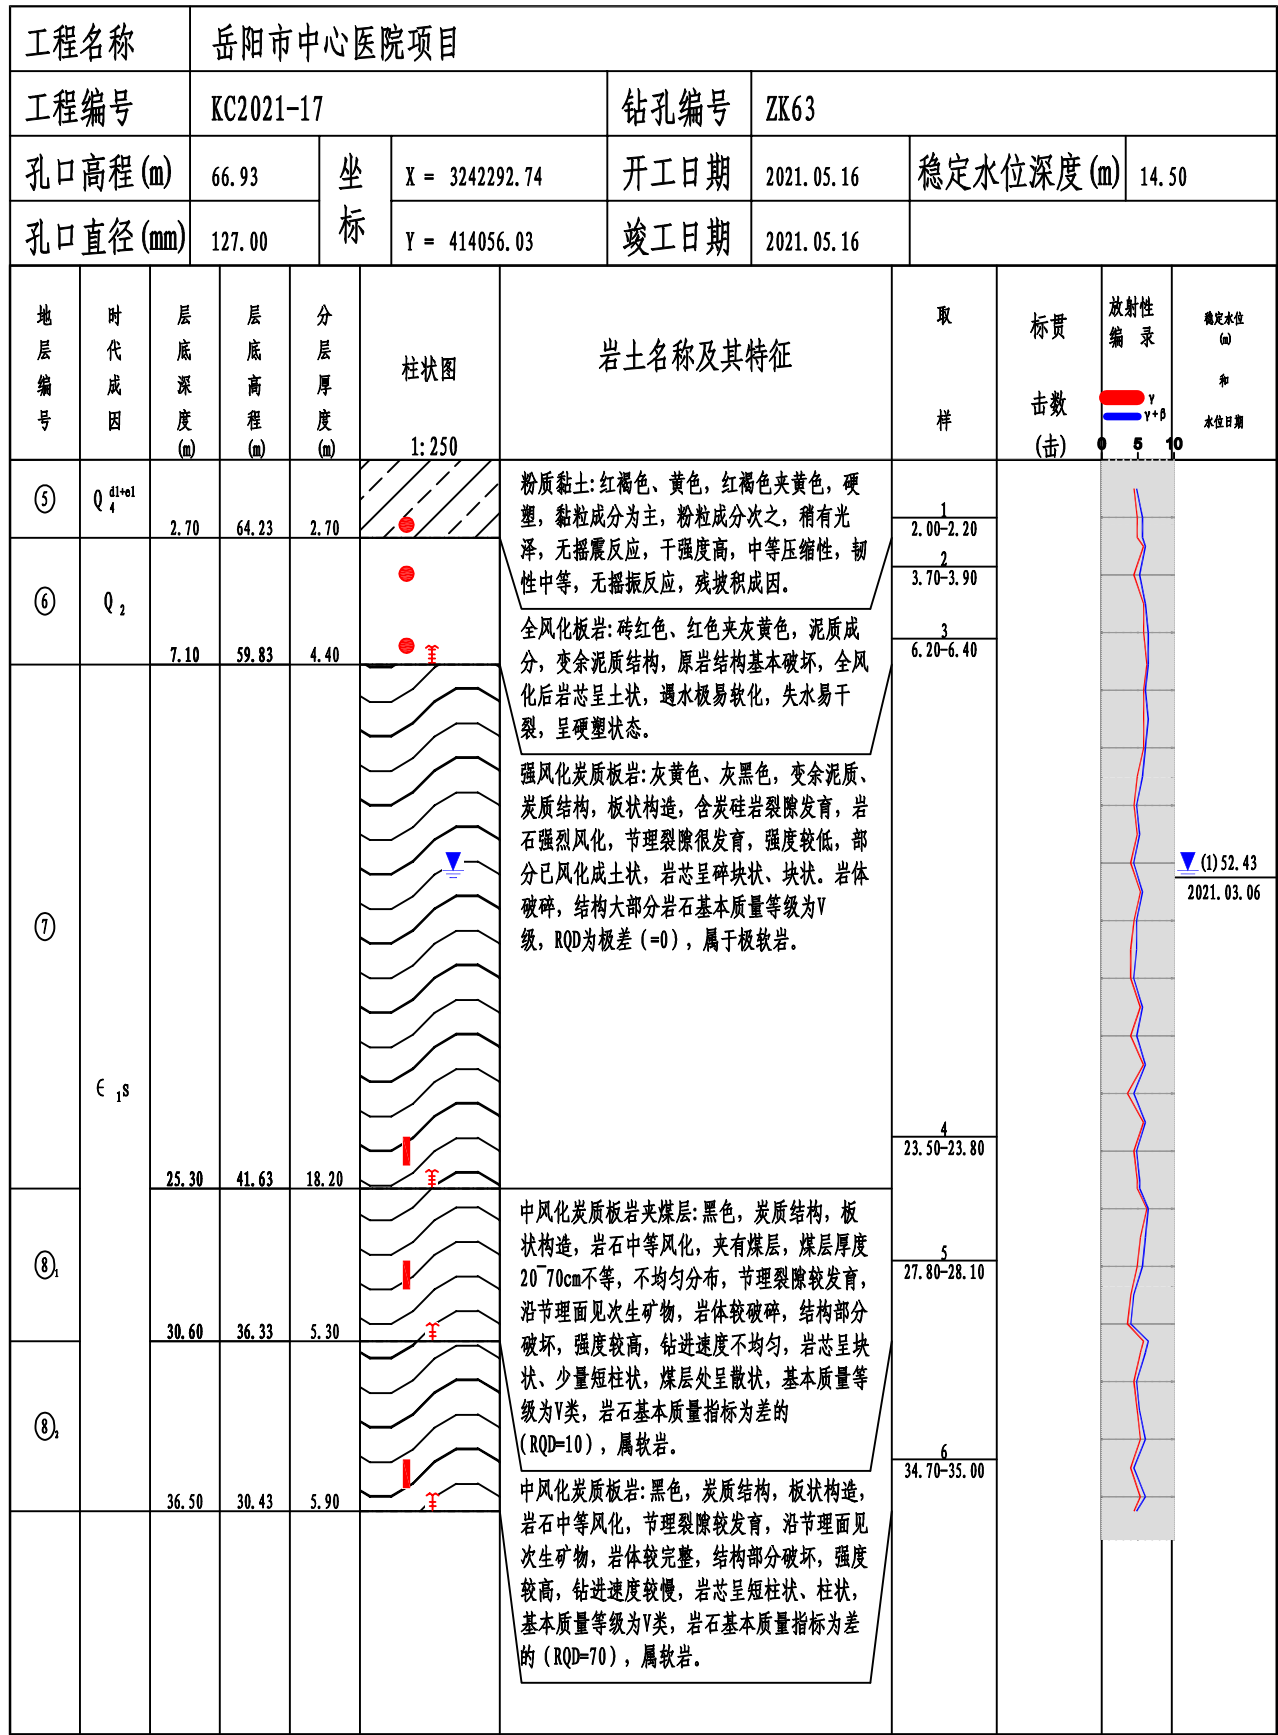 工程名称 岳阳市中心医院项目
工程编号 KC2021-17 钻孔编号 ZK63
孔口高程(m) 66.93 坐标 X = 3242292.74 开工日期 2021.05.16 稳定水位深度(m) 14.50
孔口直径(mm) 127.00 Y = 414056.03 竣工日期 2021.05.16
地层编号 时代成因 层底深度(m) 层底高程(m) 分层厚度(m) 柱状图 1:250 岩土名称及其特征 取样 标贯击数(击) 放射性编录 稳定水位(m)和水位日期
γ
γ+β
0 5 10
⑤ Q 4 dl+el 2.70 64.23 2.70
粉质黏土:红褐色、黄色，红褐色夹黄色，硬
塑，黏粒成分为主，粉粒成分次之，稍有光
泽，无摇震反应，干强度高，中等压缩性，韧
性中等，无摇振反应，残坡积成因。
1
2.00-2.20
2
3.70-3.90
⑥ Q 2 7.10 59.83 4.40
全风化板岩:砖红色、红色夹灰黄色，泥质成
分，变余泥质结构，原岩结构基本破坏，全风
化后岩芯呈土状，遇水极易软化，失水易干
裂，呈硬塑状态。
3
6.20-6.40
⑦ ∈ 1s 25.30 41.63 18.20
强风化炭质板岩:灰黄色、灰黑色，变余泥质、
炭质结构，板状构造，含炭硅岩裂隙发育，岩
石强烈风化，节理裂隙很发育，强度较低，部
分已风化成土状，岩芯呈碎块状、块状。岩体
破碎，结构大部分岩石基本质量等级为V
级，RQD为极差（=0），属于极软岩。
(1)52.43
2021.03.06
4
23.50-23.80
⑧1 30.60 36.33 5.30
中风化炭质板岩夹煤层:黑色，炭质结构，板
状构造，岩石中等风化，夹有煤层，煤层厚度
20~70cm不等，不均匀分布，节理裂隙较发育，
沿节理面见次生矿物，岩体较破碎，结构部分
破坏，强度较高，钻进速度不均匀，岩芯呈块
状、少量短柱状，煤层处呈散状，基本质量等
级为V类，岩石基本质量指标为差的
（RQD=10），属软岩。
5
27.80-28.10
⑧2 36.50 30.43 5.90
中风化炭质板岩:黑色，炭质结构，板状构造，
岩石中等风化，节理裂隙较发育，沿节理面见
次生矿物，岩体较完整，结构部分破坏，强度
较高，钻进速度较慢，岩芯呈短柱状、柱状，
基本质量等级为V类，岩石基本质量指标为差
的（RQD=70），属软岩。
6
34.70-35.00